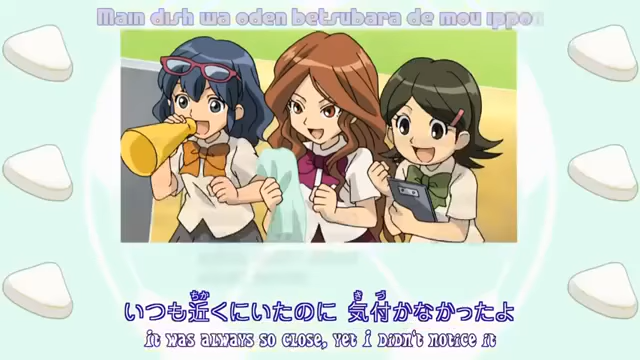 Main dish wa oden betsubara de mou ippon
いつも近くにいたのに 気付かなかったよ
It was always so close, yet I didn't notice it